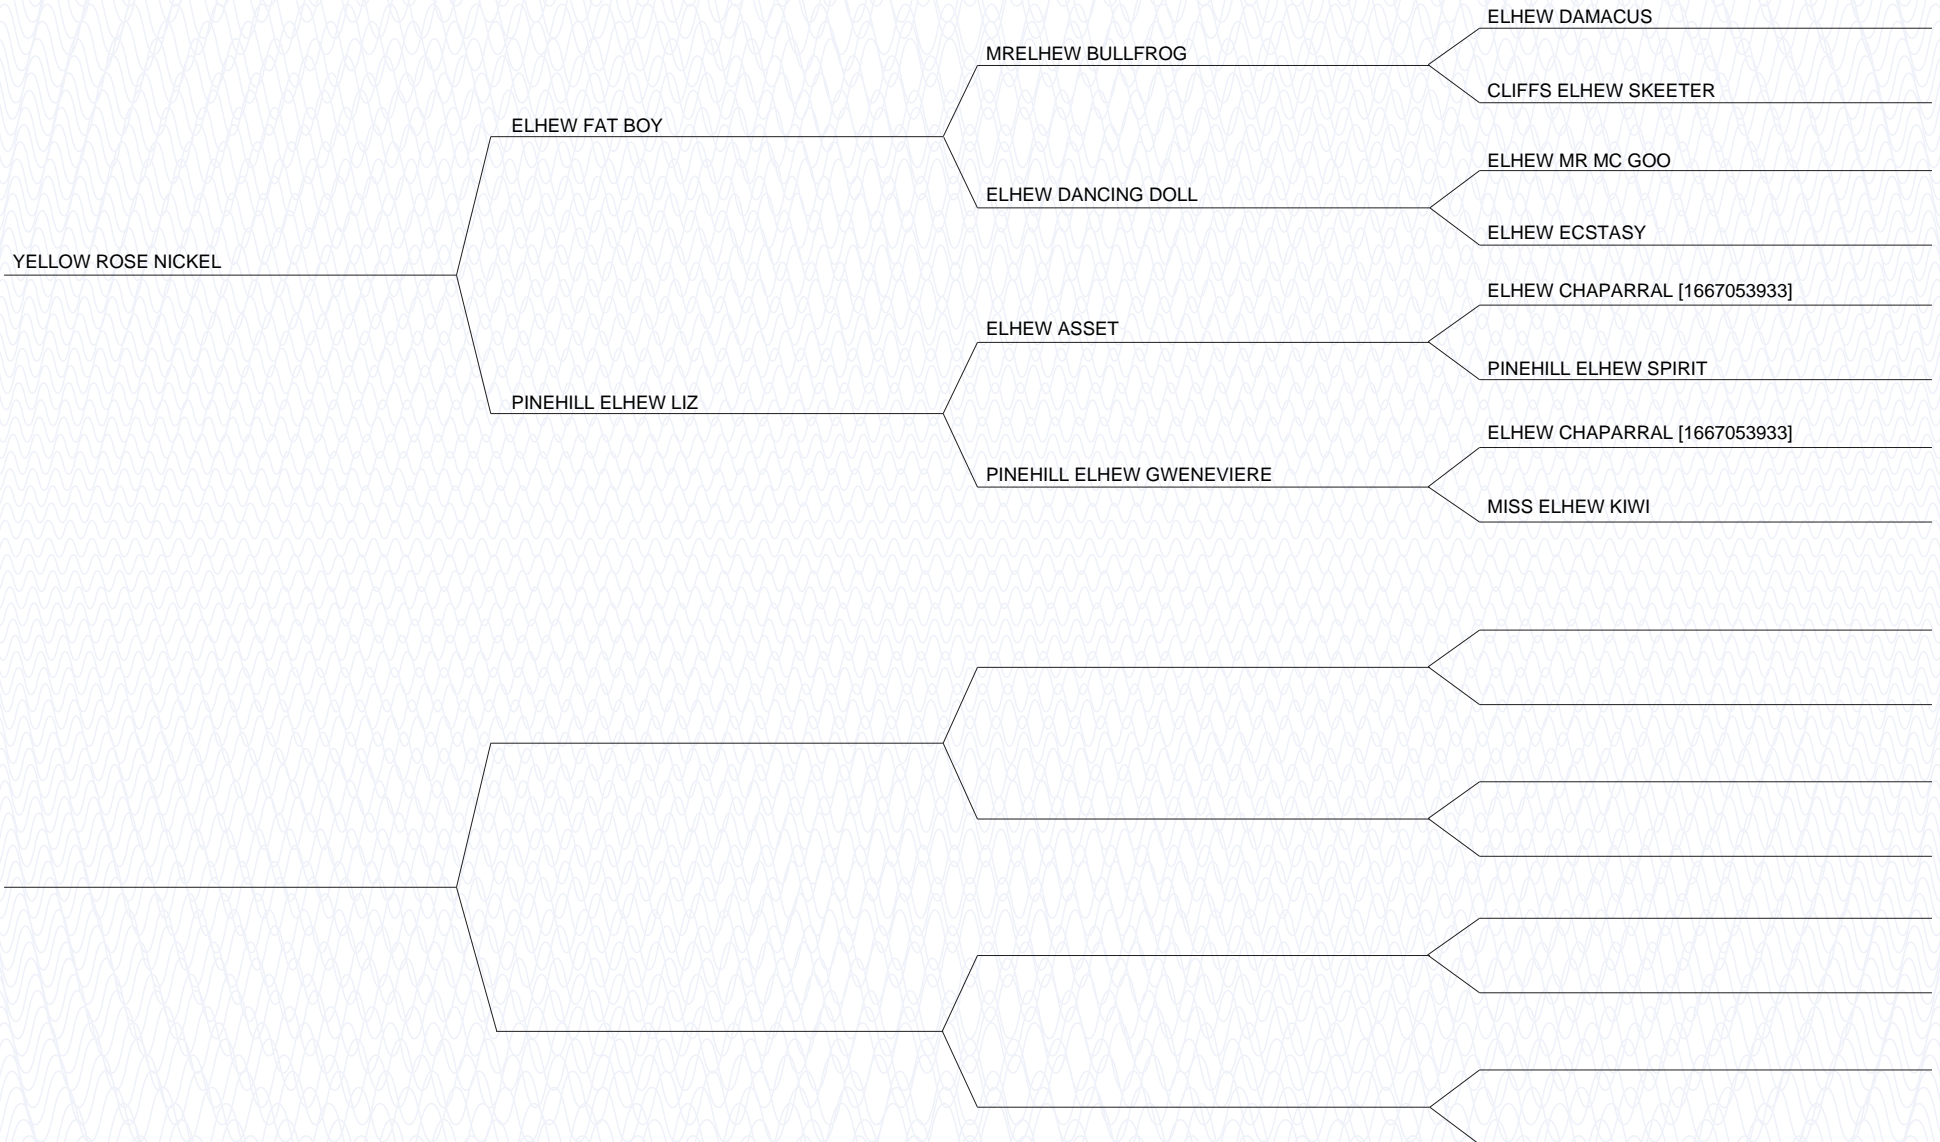 ELHEW DAMACUS
MRELHEW BULLFROG
CLIFFS ELHEW SKEETER
ELHEW FAT BOY
ELHEW MR MC GOO
ELHEW DANCING DOLL
ELHEW ECSTASY
YELLOW ROSE NICKEL
ELHEW CHAPARRAL [1667053933]
ELHEW ASSET
PINEHILL ELHEW SPIRIT
PINEHILL ELHEW LIZ
ELHEW CHAPARRAL [1667053933]
PINEHILL ELHEW GWENEVIERE
MISS ELHEW KIWI